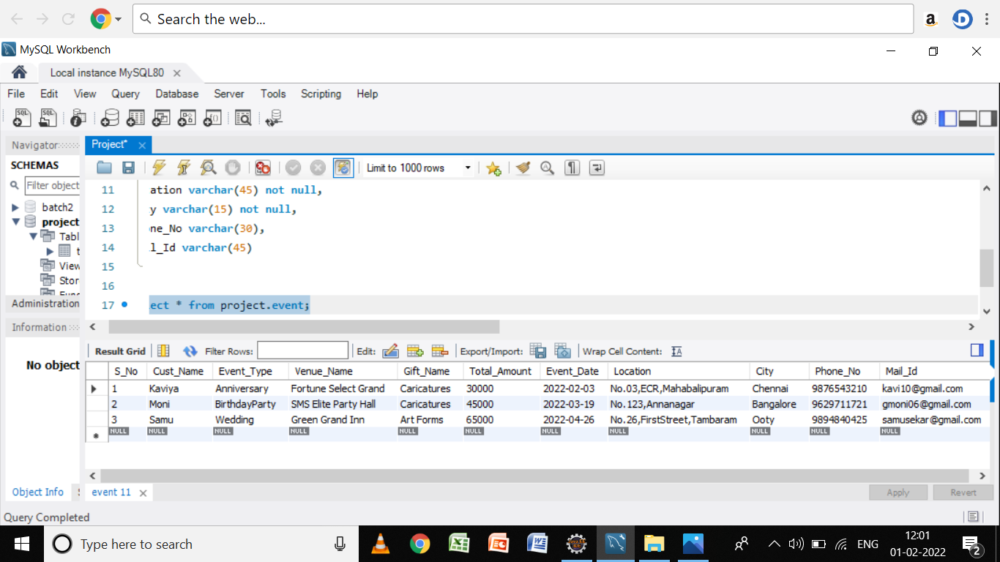 Search the web...
MySQL Workbench
Local instance MySQL80
File Edit View Query Database Server Tools Scripting Help
Navigator
Project*
SCHEMAS
Limit to 1000 rows
Filter object
batch2
project
Tabl
t
View
Stor
Administration
Information
No object
11 ation varchar(45) not null,
12 y varchar(15) not null,
13 ne_No varchar(30),
14 l_Id varchar(45)
15
16
17 ect * from project.event;
Result Grid Filter Rows: Edit: Export/Import: Wrap Cell Content:
S_No Cust_Name Event_Type Venue_Name Gift_Name Total_Amount Event_Date Location City Phone_No Mail_Id
1 Kaviya Anniversary Fortune Select Grand Caricatures 30000 2022-02-03 No.03,ECR,Mahabalipuram Chennai 9876543210 kavi10@gmail.com
2 Moni BirthdayParty SMS Elite Party Hall Caricatures 45000 2022-03-19 No.123,Annanagar Bangalore 9629711721 gmoni06@gmail.com
3 Samu Wedding Green Grand Inn Art Forms 65000 2022-04-26 No.26,FirstStreet,Tambaram Ooty 9894840425 samusekar@gmail.com
NULL NULL NULL NULL NULL NULL NULL NULL NULL NULL NULL
Object Info
event 11
Apply Revert
Query Completed
Type here to search
ENG
12:01
01-02-2022
2